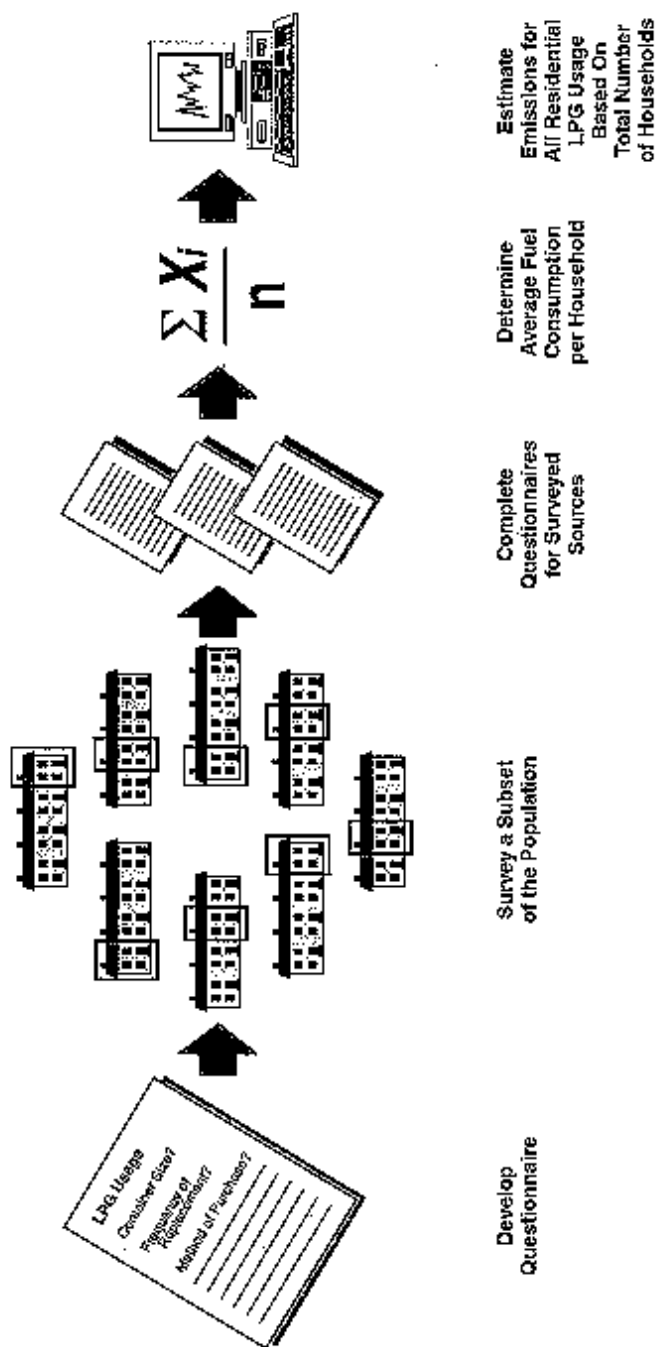 LPG Usage
Container Size?
Frequency of
Replacement?
Method of Purchase?
Σ Xi
n
Develop
Questionnaire
Survey a Subset
of the Population
Complete
Questionnaires
for Surveyed
Sources
Determine
Average Fuel
Consumption
per Household
Estimate
Emissions for
All Residential
LPG Usage
Based On
Total Number
of Households